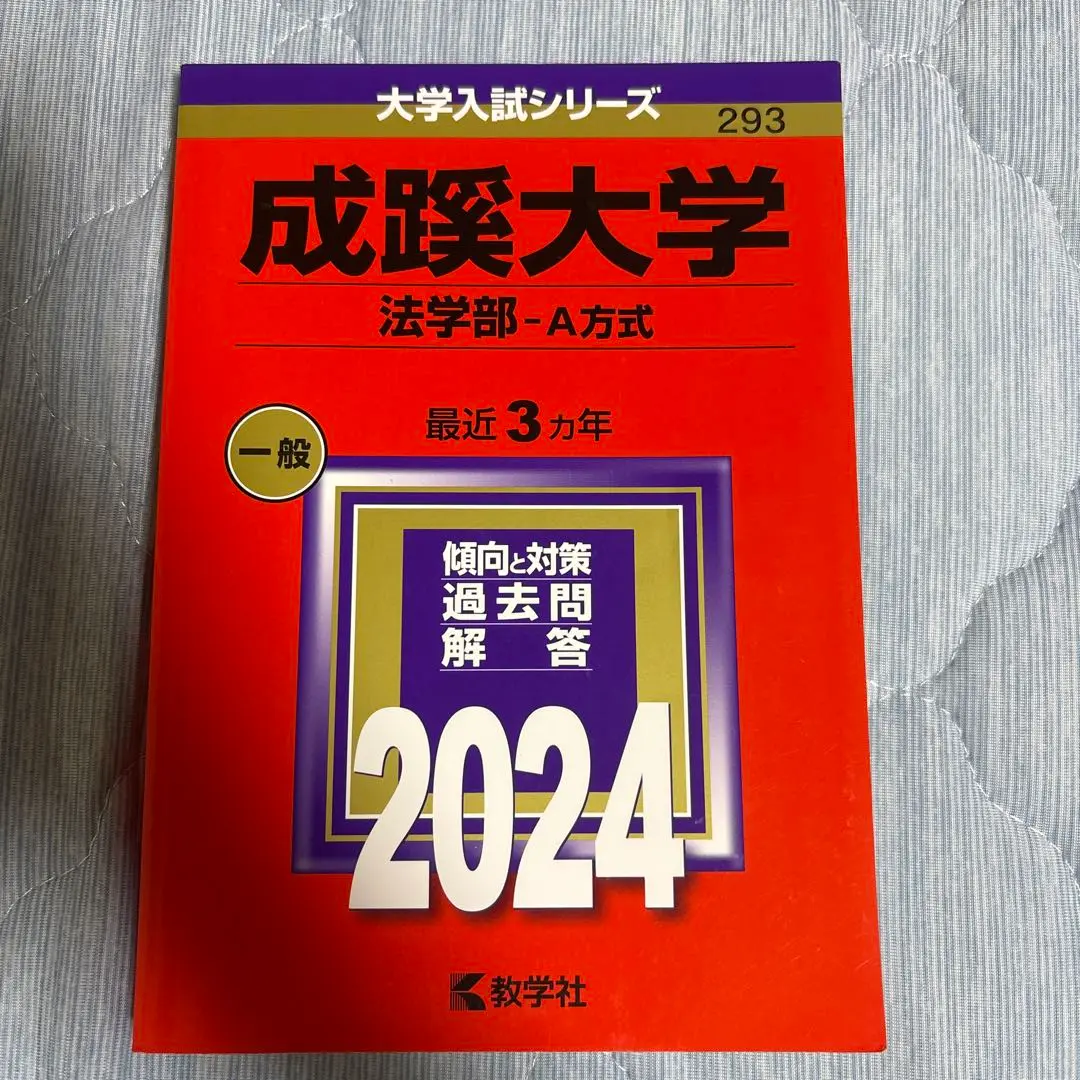 大学入試シリーズ
293
成蹊大学
法学部-A方式
最近3カ年
一般
傾向と対策
過去問
解答
2024
教学社